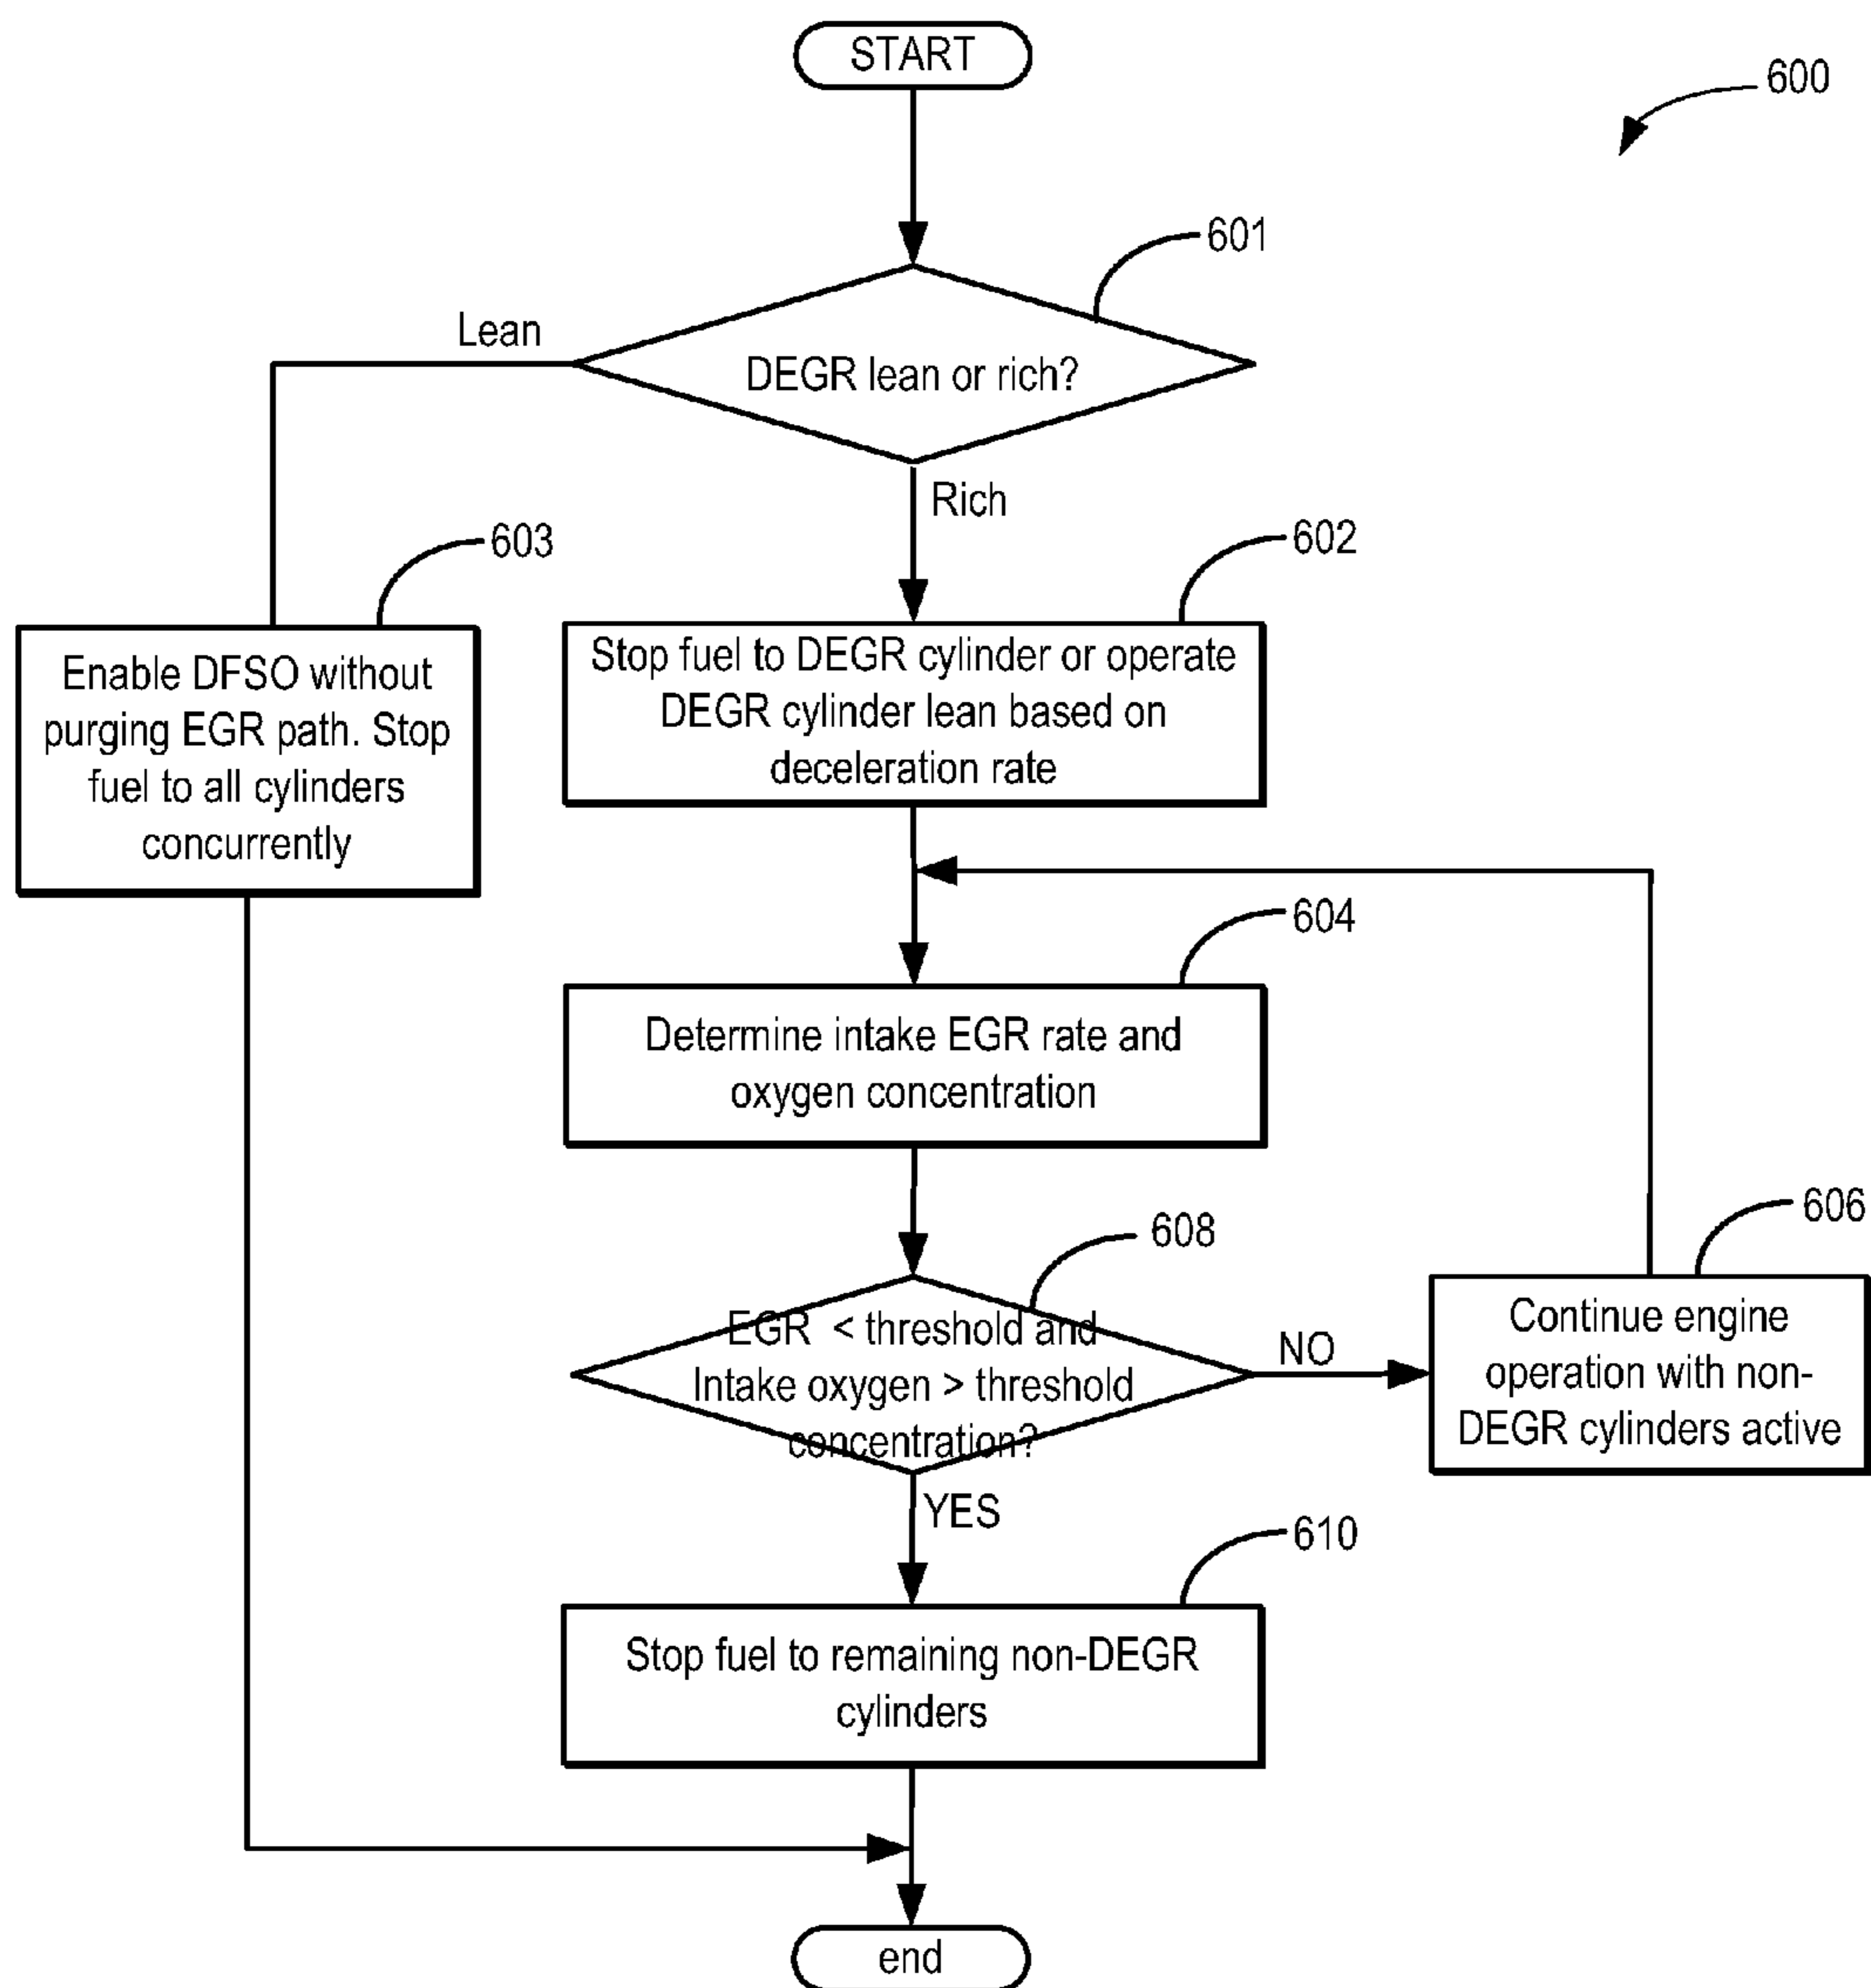 START
600
601
Lean
DEGR lean or rich?
Rich
603
602
Enable DFSO without
purging EGR path. Stop
fuel to all cylinders
concurrently
Stop fuel to DEGR cylinder or operate
DEGR cylinder lean based on
deceleration rate
604
Determine intake EGR rate and
oxygen concentration
608
606
EGR < threshold and
Intake oxygen > threshold
concentration?
NO
Continue engine
operation with non-
DEGR cylinders active
YES
610
Stop fuel to remaining non-DEGR
cylinders
end